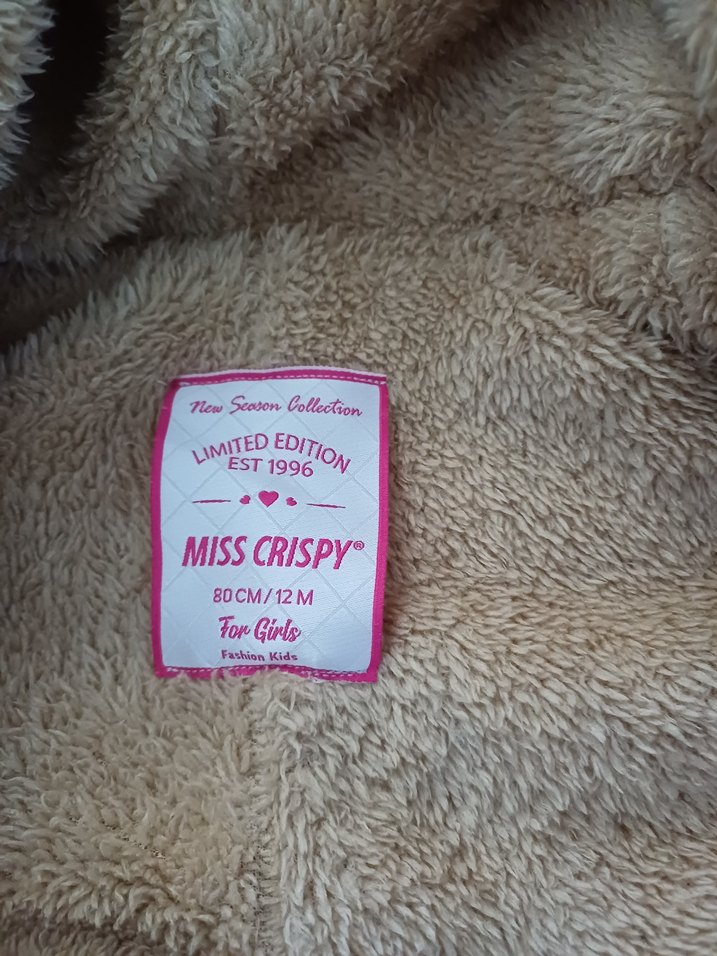 New Season Collection
LIMITED EDITION
EST 1996
MISS CRISPY®
80 CM / 12 M
For Girls
Fashion Kids